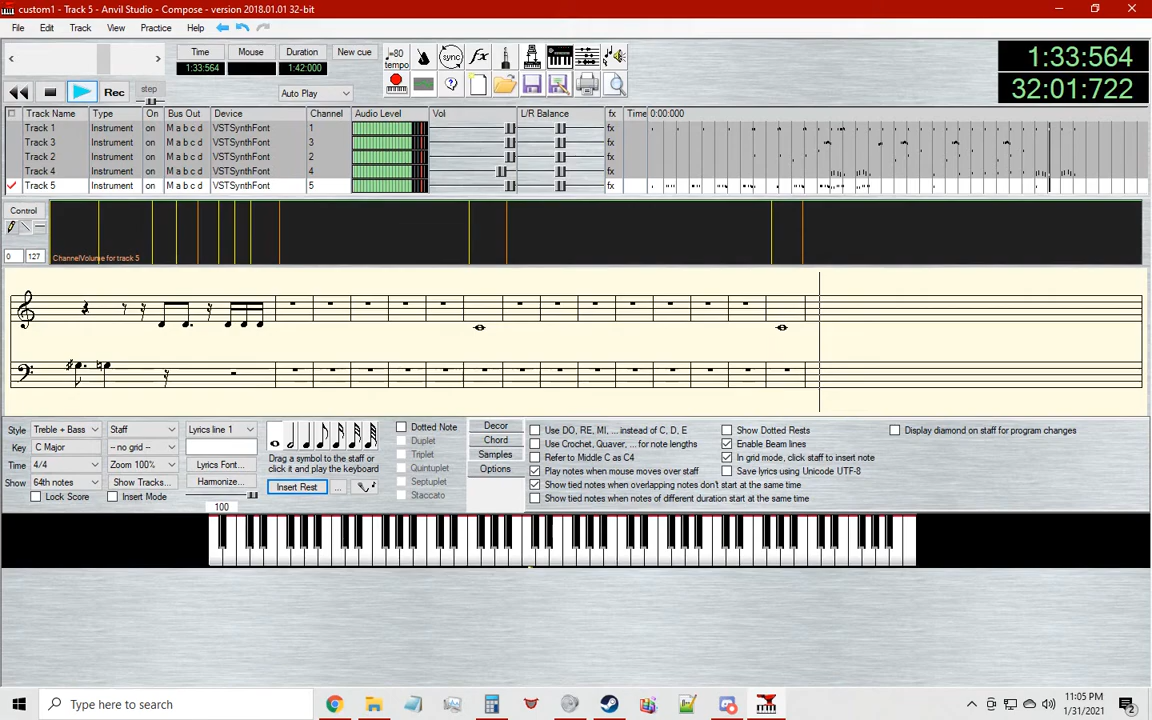 custom1 - Track 5 - Anvil Studio - Compose - version 2018.01.01 32-bit
File Edit Track View Practice Help
Time Mouse Duration New cue
1:33:564 1:42:000
♩=80 tempo
sync
fx
1:33:564
32:01:722
Rec step Auto Play
Track Name Type On Bus Out Device Channel Audio Level Vol L/R Balance fx Time 0:00:000
Track 1 Instrument on M a b c d VSTSynthFont 1 fx
Track 3 Instrument on M a b c d VSTSynthFont 3 fx
Track 2 Instrument on M a b c d VSTSynthFont 2 fx
Track 4 Instrument on M a b c d VSTSynthFont 4 fx
Track 5 Instrument on M a b c d VSTSynthFont 5 fx
Control
0 127
ChannelVolume for track 5
Style Treble + Bass Staff Lyrics line 1
Key C Major -- no grid --
Time 4/4 Zoom 100% Lyrics Font...
Show 64th notes Show Tracks... Harmonize...
Lock Score Insert Mode
100
Drag a symbol to the staff or
click it and play the keyboard
Insert Rest ...
Dotted Note
Duplet
Triplet
Quintuplet
Septuplet
Staccato
Decor
Chord
Samples
Options
Use DO, RE, MI, ... instead of C, D, E
Use Crochet, Quaver, ... for note lengths
Refer to Middle C as C4
Play notes when mouse moves over staff
Show tied notes when overlapping notes don't start at the same time
Show tied notes when notes of different duration start at the same time
Show Dotted Rests
Enable Beam lines
In grid mode, click staff to insert note
Save lyrics using Unicode UTF-8
Display diamond on staff for program changes
Type here to search
11:05 PM
1/31/2021
2